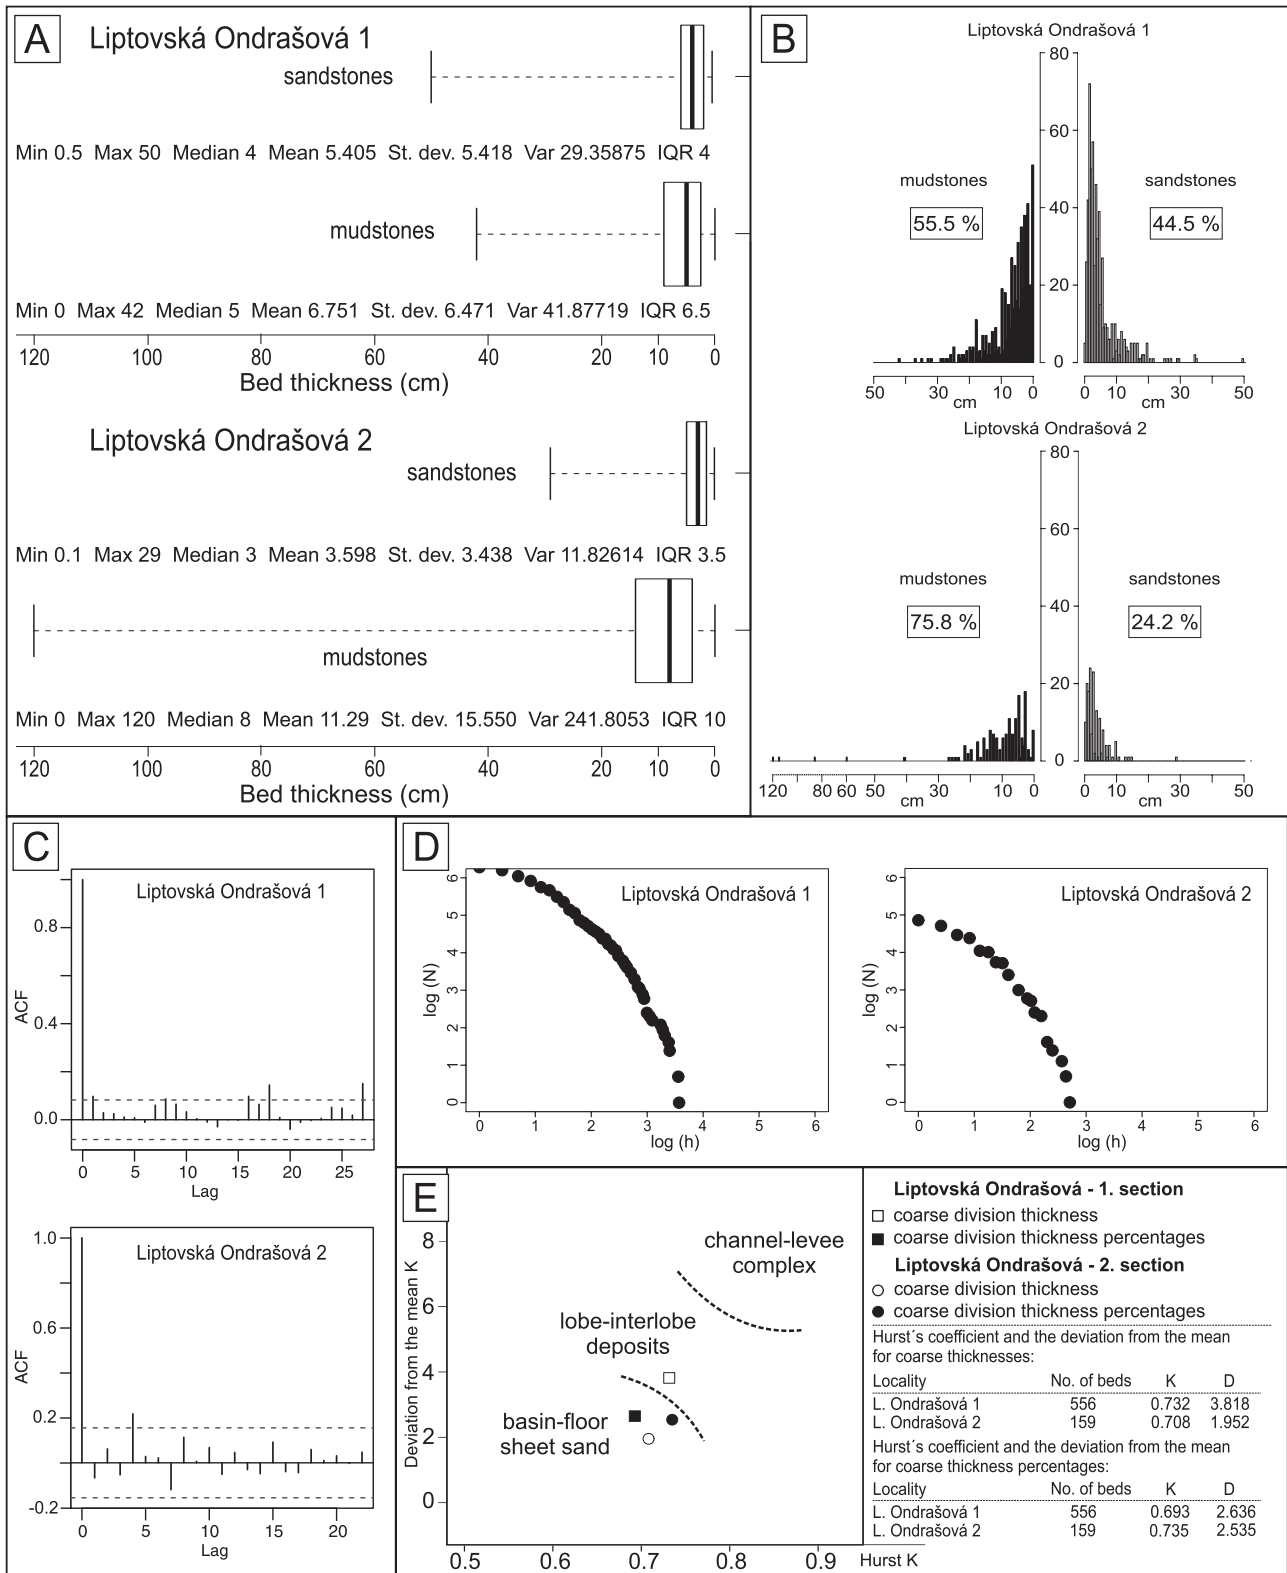 A
Liptovská Ondrašová 1
sandstones
Min 0.5 Max 50 Median 4 Mean 5.405 St. dev. 5.418 Var 29.35875 IQR 4
mudstones
Min 0 Max 42 Median 5 Mean 6.751 St. dev. 6.471 Var 41.87719 IQR 6.5
120 100 80 60 40 20 10 0
Bed thickness (cm)
Liptovská Ondrašová 2
sandstones
Min 0.1 Max 29 Median 3 Mean 3.598 St. dev. 3.438 Var 11.82614 IQR 3.5
mudstones
Min 0 Max 120 Median 8 Mean 11.29 St. dev. 15.550 Var 241.8053 IQR 10
120 100 80 60 40 20 10 0
Bed thickness (cm)
B
Liptovská Ondrašová 1
80
60
mudstones sandstones
55.5 % 44.5 %
40
20
0
50 30 10 0 0 10 30 50
cm cm
Liptovská Ondrašová 2
80
60
mudstones sandstones
40
75.8 % 24.2 %
20
0
120 80 60 50 30 10 0 0 10 30 50
cm cm
C
Liptovská Ondrašová 1
0.8
ACF
0.4
0.0
0 5 10 15 20 25
Lag
Liptovská Ondrašová 2
1.0
0.6
ACF
0.2
-0.2
0 5 10 15 20
Lag
D
Liptovská Ondrašová 1
6
5
4
log (N)
3
2
1
0
0 1 2 3 4 5 6
log (h)
Liptovská Ondrašová 2
6
5
4
log (N)
3
2
1
0
0 1 2 3 4 5 6
log (h)
E
8
6
4
2
0
Deviation from the mean K
channel-levee
complex
lobe-interlobe
deposits
basin-floor
sheet sand
0.5 0.6 0.7 0.8 0.9 Hurst K
Liptovská Ondrašová - 1. section
coarse division thickness
coarse division thickness percentages
Liptovská Ondrašová - 2. section
coarse division thickness
coarse division thickness percentages
Hurst´s coefficient and the deviation from the mean
for coarse thicknesses:
Locality No. of beds K D
L. Ondrašová 1 556 0.732 3.818
L. Ondrašová 2 159 0.708 1.952
Hurst´s coefficient and the deviation from the mean
for coarse thickness percentages:
Locality No. of beds K D
L. Ondrašová 1 556 0.693 2.636
L. Ondrašová 2 159 0.735 2.535